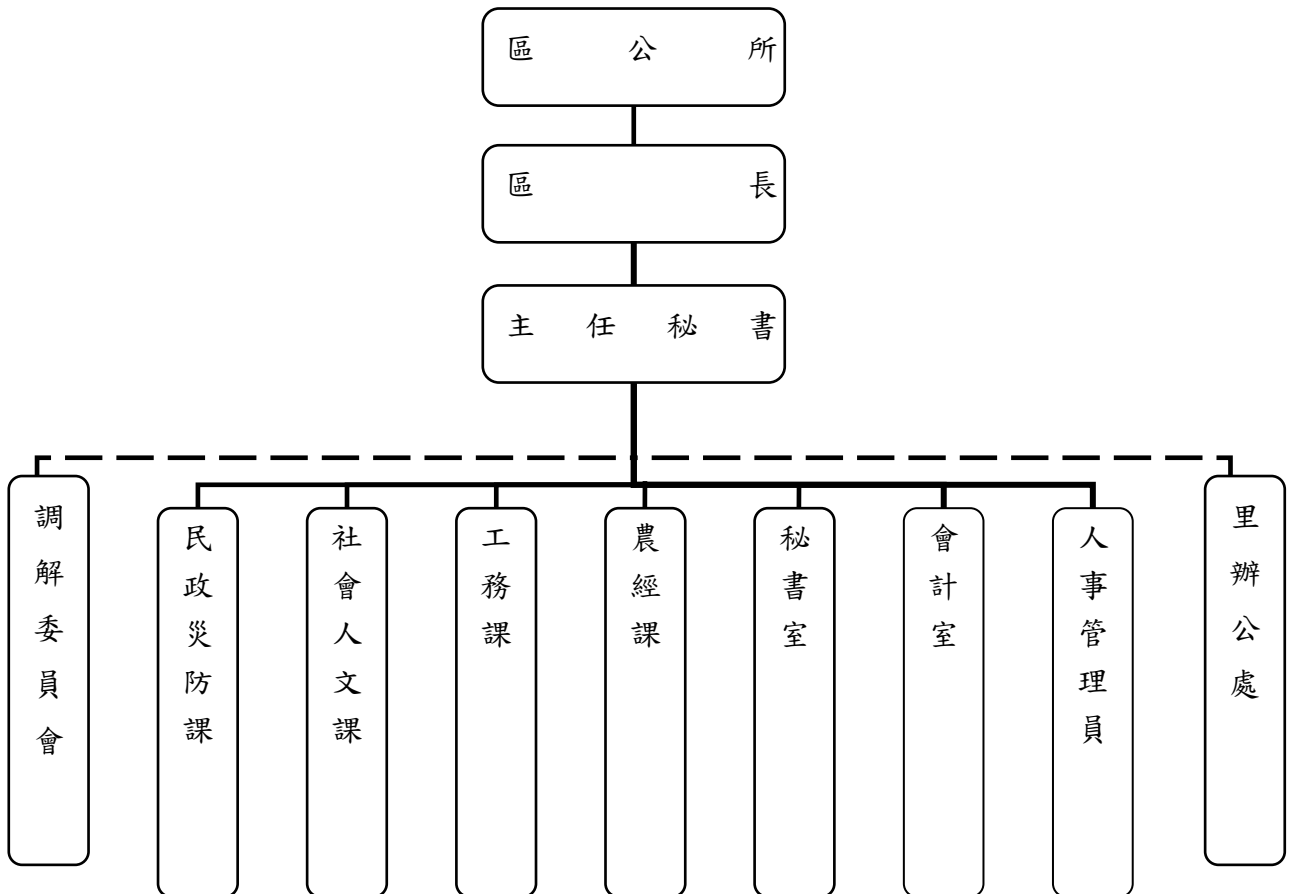 區公所
區長
主任秘書
調解委員會
民政災防課
社會人文課
工務課
農經課
秘書室
會計室
人事管理員
里辦公處